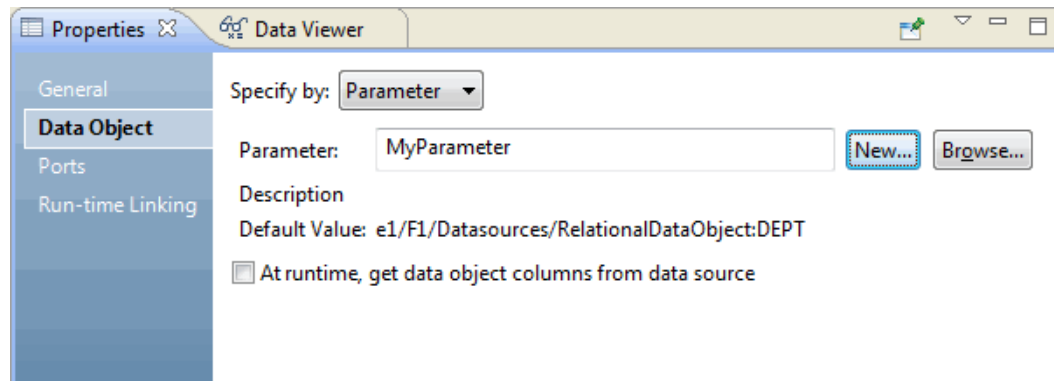 Properties Data Viewer
General
Specify by: Parameter
Data Object
Parameter: MyParameter New... Browse...
Ports
Description
Run-time Linking
Default Value: e1/F1/Datasources/RelationalDataObject:DEPT
At runtime, get data object columns from data source